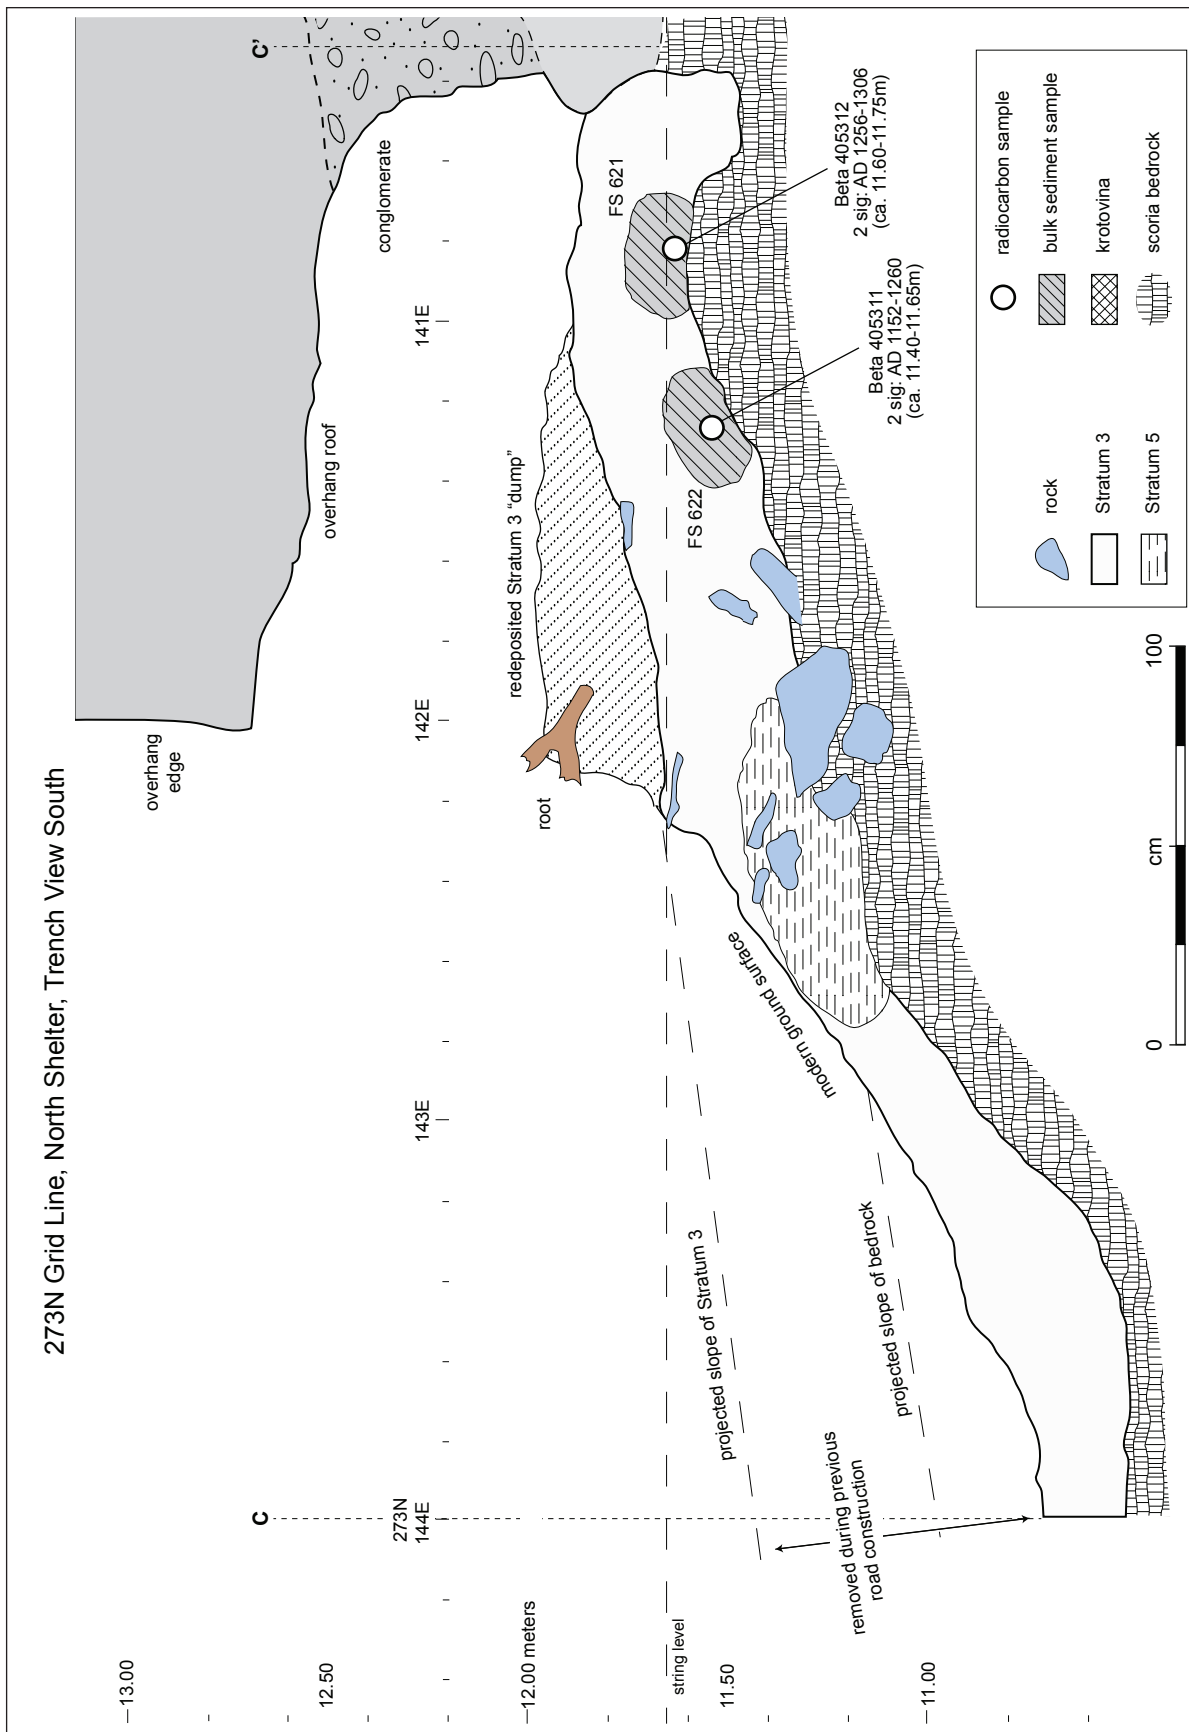 273N Grid Line, North Shelter, Trench View South
C
C'
overhang
edge
overhang roof
conglomerate
273N
144E
143E
142E
141E
root
redeposited Stratum 3 “dump”
FS 621
FS 622
13.00
12.50
12.00 meters
string level
11.50
11.00
projected slope of Stratum 3
modern ground surface
projected slope of bedrock
removed during previous
road construction
Beta 405311
2 sig: AD 1152-1260
(ca. 11.40-11.65m)
Beta 405312
2 sig: AD 1256-1306
(ca. 11.60-11.75m)
0
cm
100
rock
Stratum 3
Stratum 5
radiocarbon sample
bulk sediment sample
krotovina
scoria bedrock